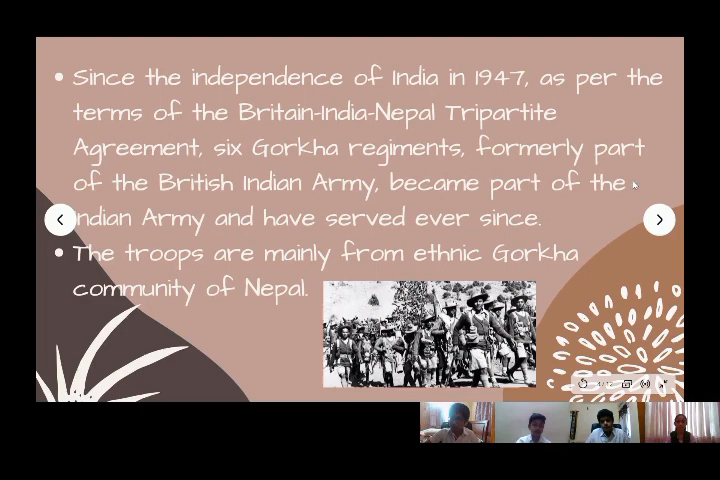 • Since the independence of India in 1947, as per the
terms of the Britain-India-Nepal Tripartite
Agreement, six Gorkha regiments, formerly part
of the British Indian Army, became part of the
Indian Army and have served ever since.
• The troops are mainly from ethnic Gorkha
community of Nepal.
4 / 12